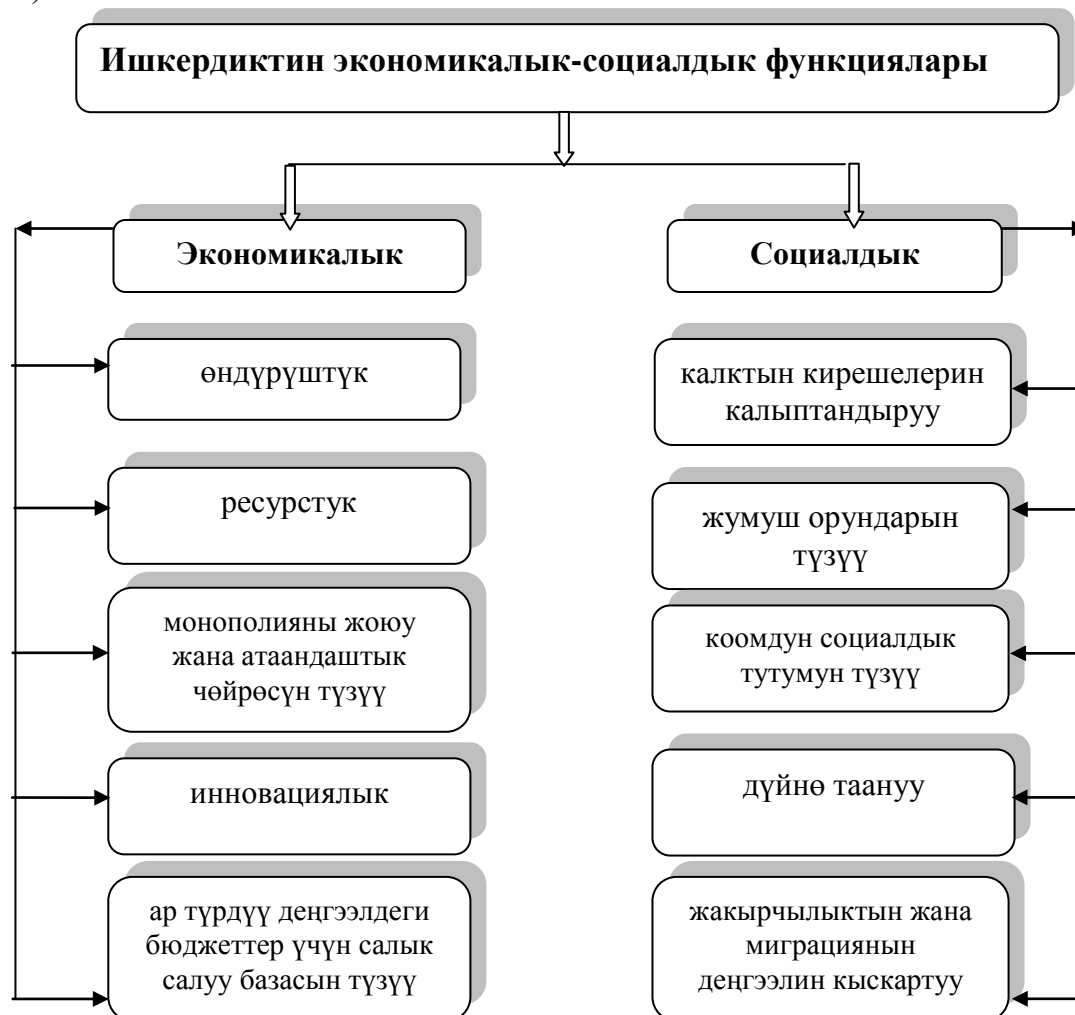 Ишкердиктин экономикалык-социалдык функциялары
Экономикалык
Социалдык
өндүрүштүк
калктын кирешелерин
калыптандыруу
ресурстук
жумуш орундарын
түзүү
монополияны жоюу
жана атаандаштык
чөйрөсүн түзүү
коомдун социалдык
тутумун түзүү
инновациялык
дүйнө таануу
ар түрдүү деңгээлдеги
бюджеттер үчүн салык
салуу базасын түзүү
жакырчылыктын жана
миграциянын
деңгээлин кыскартуу